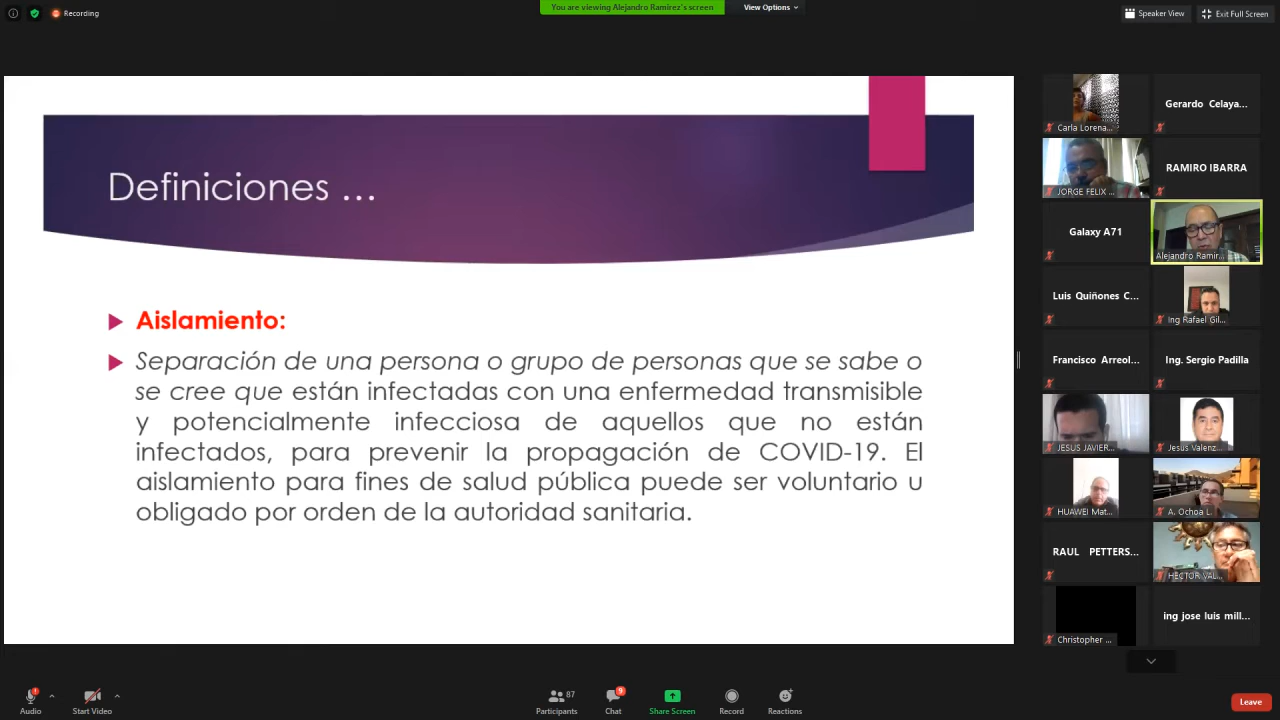 Recording
You are viewing Alejandro Ramirez's screen
View Options
Speaker View
Exit Full Screen
Definiciones ...
Aislamiento:
Separación de una persona o grupo de personas que se sabe o
se cree que están infectadas con una enfermedad transmisible
y potencialmente infecciosa de aquellos que no están
infectados, para prevenir la propagación de COVID-19. El
aislamiento para fines de salud pública puede ser voluntario u
obligado por orden de la autoridad sanitaria.
Carla Lorena...
Gerardo Celaya...
JORGE FELIX ...
RAMIRO IBARRA
Galaxy A71
Alejandro Ramir...
Luis Quiñones C...
Ing Rafael Gil...
Francisco Arreol...
Ing. Sergio Padilla
JESUS JAVIER...
Jesús Valenz...
HUAWEI Mat...
A. Ochoa L.
RAUL PETTERS...
HECTOR VAL...
Christopher ...
ing jose luis mill...
Audio
Start Video
87
Participants
9
Chat
Share Screen
Record
Reactions
Leave